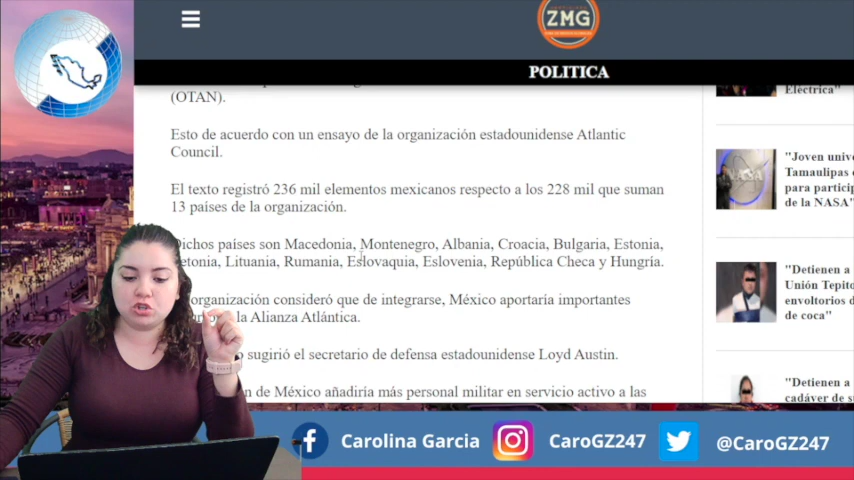 ZMG
POLITICA
(OTAN).
Esto de acuerdo con un ensayo de la organización estadounidense Atlantic
Council.
El texto registró 236 mil elementos mexicanos respecto a los 228 mil que suman
13 países de la organización.
Dichos países son Macedonia, Montenegro, Albania, Croacia, Bulgaria, Estonia,
etonia, Lituania, Rumania, Eslovaquia, Eslovenia, República Checa y Hungría.
organización consideró que de integrarse, México aportaría importantes
la Alianza Atlántica.
sugirió el secretario de defensa estadounidense Loyd Austin.
de México añadiría más personal militar en servicio activo a las
Eléctrica"
"Joven unive
Tamaulipas
para particip
de la NASA"
"Detienen a
Unión Tepito
envoltorios d
de coca"
"Detienen a
cadáver de s
Carolina Garcia
CaroGZ247
@CaroGZ247